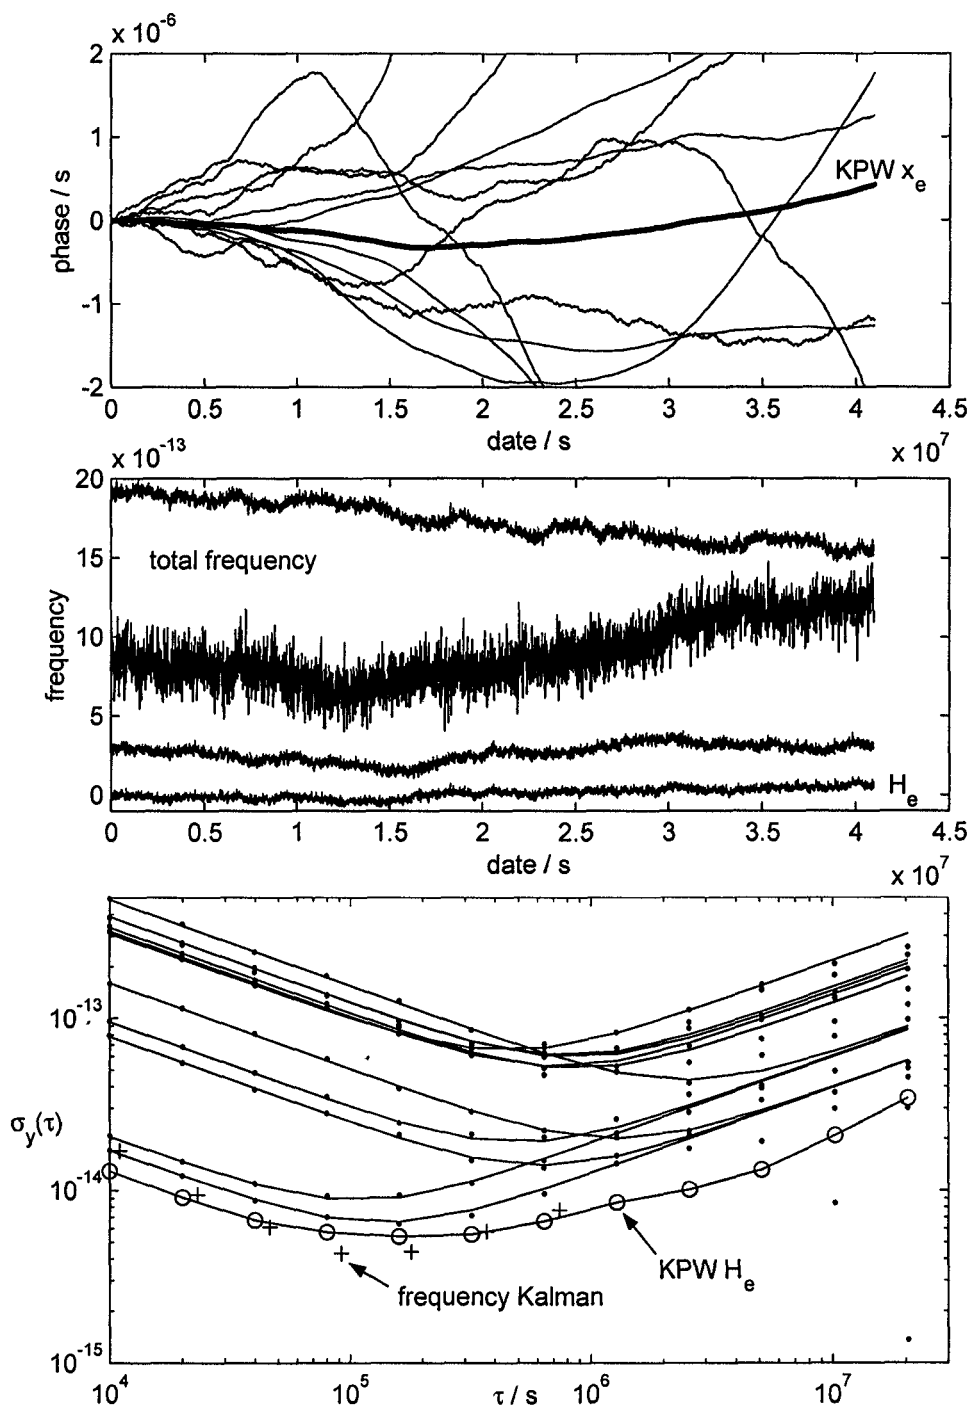 x 10^-6
2
1
0
-1
-2
phase / s
KPW x_e
0 0.5 1 1.5 2 2.5 3 3.5 4 4.5
date / s
x 10^7
x 10^-13
20
15
10
5
0
frequency
total frequency
H_e
0 0.5 1 1.5 2 2.5 3 3.5 4 4.5
date / s
x 10^7
10^-13
10^-14
10^-15
σ_y(τ)
KPW H_e
frequency Kalman
10^4 10^5 10^6 10^7
τ / s